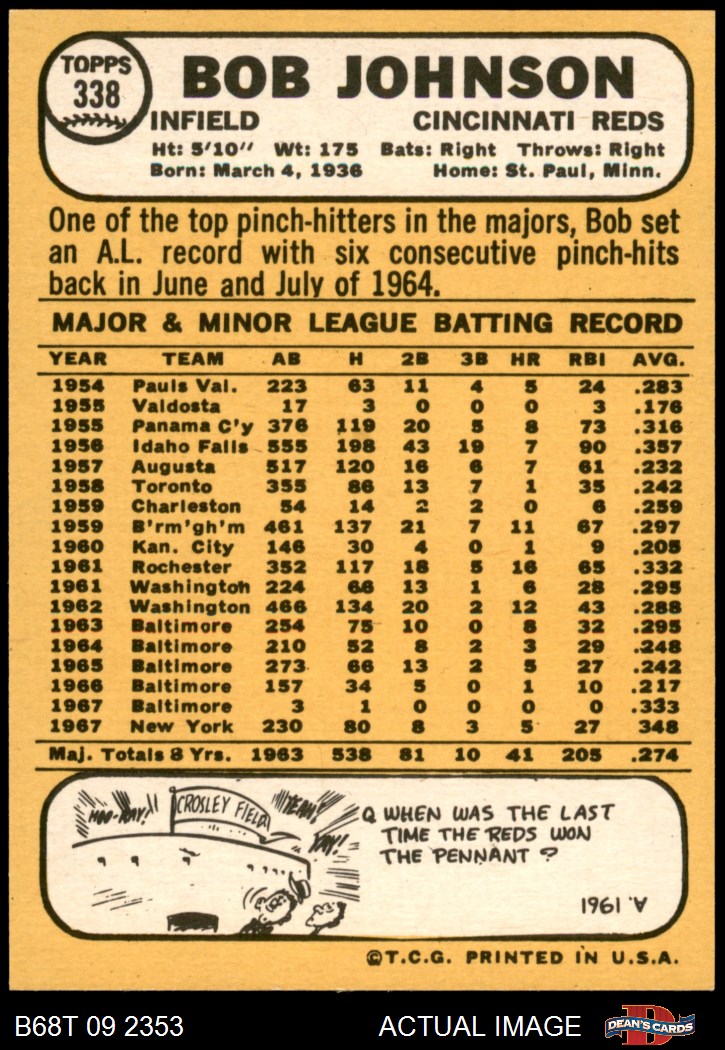 TOPPS
338
BOB JOHNSON
INFIELD CINCINNATI REDS
Ht: 5'10" Wt: 175 Bats: Right Throws: Right
Born: March 4, 1936 Home: St. Paul, Minn.
One of the top pinch-hitters in the majors, Bob set
an A.L. record with six consecutive pinch-hits
back in June and July of 1964.
MAJOR & MINOR LEAGUE BATTING RECORD
YEAR TEAM AB H 2B 3B HR RBI AVG.
1954 Pauls Val. 223 63 11 4 5 24 .283
1955 Valdosta 17 3 0 0 0 3 .176
1955 Panama C'y 376 119 20 5 8 73 .316
1956 Idaho Falls 555 198 43 19 7 90 .357
1957 Augusta 517 120 16 6 7 61 .232
1958 Toronto 355 86 13 7 1 35 .242
1959 Charleston 54 14 2 2 0 6 .259
1959 B'rm'gh'm 461 137 21 7 11 67 .297
1960 Kan. City 146 30 4 0 1 9 .205
1961 Rochester 352 117 18 5 16 65 .332
1961 Washington 224 66 13 1 6 28 .295
1962 Washington 466 134 20 2 12 43 .288
1963 Baltimore 254 75 10 0 8 32 .295
1964 Baltimore 210 52 8 2 3 29 .248
1965 Baltimore 273 66 13 2 5 27 .242
1966 Baltimore 157 34 5 0 1 10 .217
1967 Baltimore 3 1 0 0 0 0 .333
1967 New York 230 80 8 3 5 27 348
Maj. Totals 8 Yrs. 1963 538 81 10 41 205 .274
HOO-RAY! CROSLEY FIELD YEAH!
YAY!
Q WHEN WAS THE LAST
TIME THE REDS WON
THE PENNANT ?
A. 1961
©T.C.G. PRINTED IN U.S.A.
B68T 09 2353 ACTUAL IMAGE
D
DEAN'S CARDS